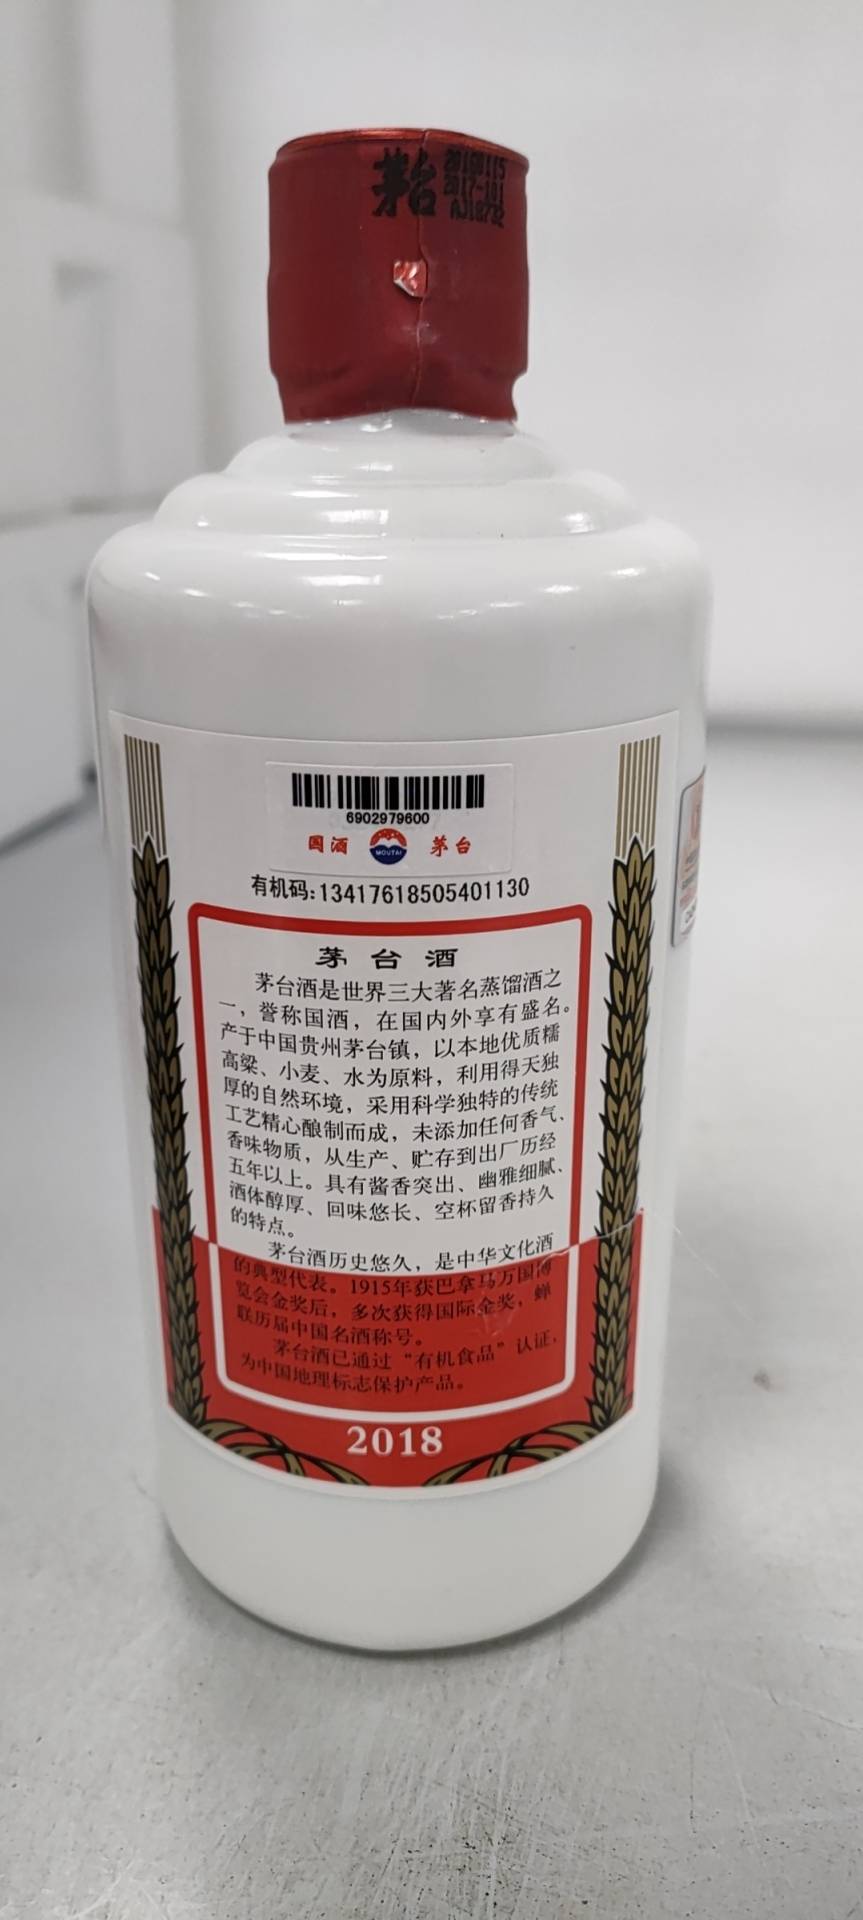 茅台
20180115
2017-101
6902979600
国酒 MOUTAI 茅台
有机码:13417618505401130
茅台酒
茅台酒是世界三大著名蒸馏酒之
一，誉称国酒，在国内外享有盛名。
产于中国贵州茅台镇，以本地优质糯
高粱、小麦、水为原料，利用得天独
厚的自然环境，采用科学独特的传统
工艺精心酿制而成，未添加任何香气、
香味物质，从生产、贮存到出厂历经
五年以上。具有酱香突出、幽雅细腻、
酒体醇厚、回味悠长、空杯留香持久
的特点。
茅台酒历史悠久，是中华文化酒
的典型代表。1915年获巴拿马万国博
览会金奖后，多次获得国际金奖，蝉
联历届中国名酒称号。
茅台酒已通过“有机食品”认证，
为中国地理标志保护产品。
2018